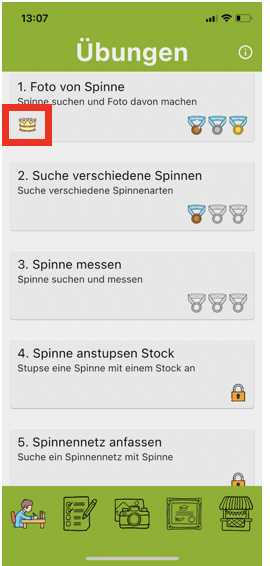 13:07
Übungen
1. Foto von Spinne
Spinne suchen und Foto davon machen
2. Suche verschiedene Spinnen
Suche verschiedene Spinnenarten
3. Spinne messen
Spinne suchen und messen
4. Spinne anstupsen Stock
Stupse eine Spinne mit einem Stock an
5. Spinnennetz anfassen
Suche ein Spinnennetz mit Spinne